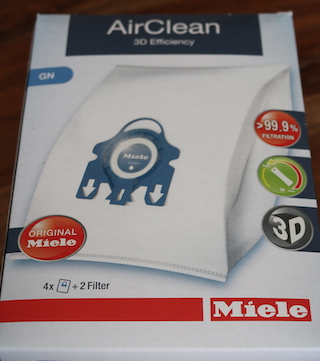 AirClean
3D Efficiency
GN
>99.9%
FILTRATION
Miele
ORIGINAL
Miele
3D
4x + 2 Filter
Miele